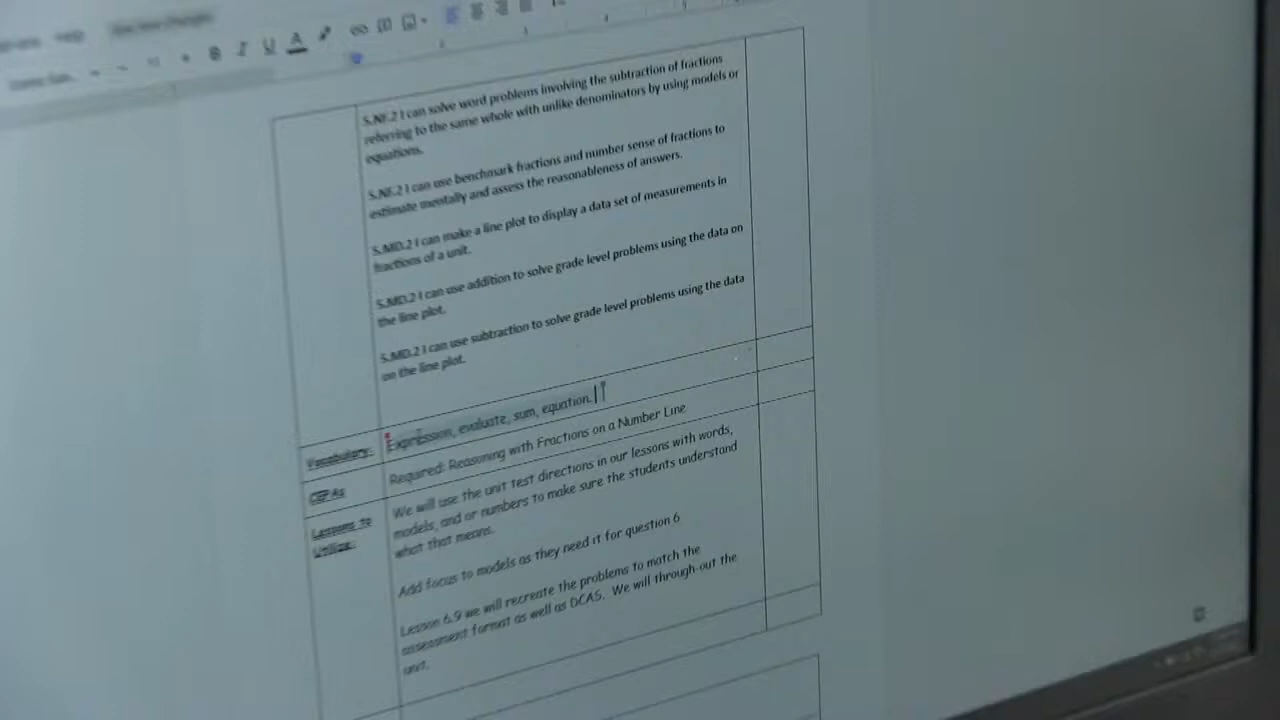 Help
B I U A
5.NF.2 I can solve word problems involving the subtraction of fractions
referring to the same whole with unlike denominators by using models or
equations.
5.NF.2 I can use benchmark fractions and number sense of fractions to
estimate mentally and assess the reasonableness of answers.
5.MD.2 I can make a line plot to display a data set of measurements in
fractions of a unit.
5.MD.2 I can use addition to solve grade level problems using the data on
the line plot.
5.MD.2 I can use subtraction to solve grade level problems using the data
on the line plot.
Vocabulary: Expression, evaluate, sum, equation.
CEPAs Required: Reasoning with Fractions on a Number Line
Lessons to
Utilize:
We will use the unit test directions in our lessons with words,
models, and or numbers to make sure the students understand
what that means.
Add focus to models as they need it for question 6
Lesson 6.9 we will recreate the problems to match the
assessment format as well as DCAS. We will through-out the
unit.